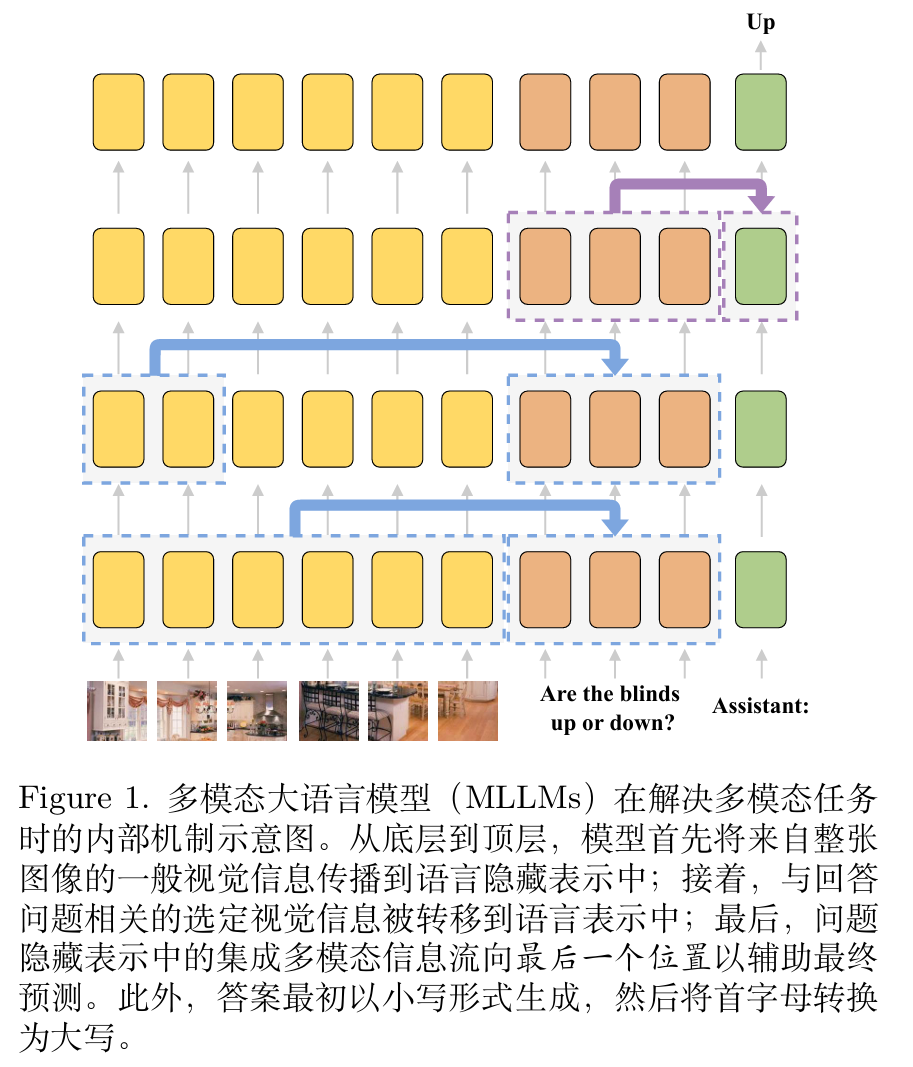 Up
Are the blinds
up or down?
Assistant:
Figure 1. 多模态大语言模型（MLLMs）在解决多模态任务
时的内部机制示意图。从底层到顶层，模型首先将来自整张
图像的一般视觉信息传播到语言隐藏表示中；接着，与回答
问题相关的选定视觉信息被转移到语言表示中；最后，问题
隐藏表示中的集成多模态信息流向最后一个位置以辅助最终
预测。此外，答案最初以小写形式生成，然后将首字母转换
为大写。